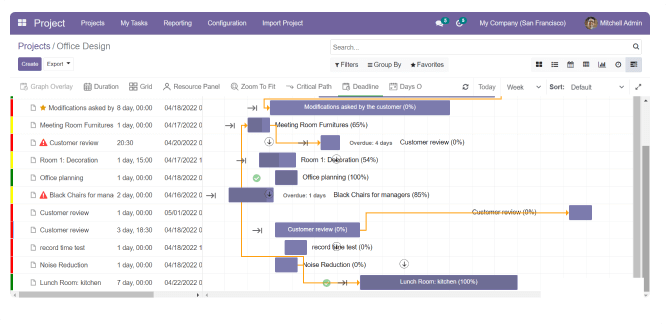 Project Projects My Tasks Reporting Configuration Import Project 8 8 My Company (San Francisco) Mitchell Admin
Projects / Office Design Search...
Create Export Filters Group By Favorites
Graph Overlay Duration Grid Resource Panel Zoom To Fit Critical Path Deadline Days O Today Week Sort: Default
Modifications asked by 8 day, 00:00 04/18/2022 0 Modifications asked by the customer (0%)
Meeting Room Furnitures 1 day, 00:00 04/17/2022 0 Meeting Room Furnitures (65%)
Customer review 20:30 04/20/2022 0 Overdue: 4 days Customer review (0%)
Room 1: Decoration 1 day, 15:00 04/17/2022 1 Room 1: Decoration (54%)
Office planning 1 day, 00:00 04/18/2022 0 Office planning (100%)
Black Chairs for mana 2 day, 00:00 04/16/2022 0 Overdue: 1 days Black Chairs for managers (85%)
Customer review 1 day, 00:00 05/01/2022 0 Customer review (0%)
Customer review 3 day, 18:30 04/18/2022 0 Customer review (0%)
record time test 1 day, 00:00 04/18/2022 1 record time test (0%)
Noise Reduction 1 day, 00:00 04/18/2022 0 Noise Reduction (0%)
Lunch Room: kitchen 7 day, 00:00 04/22/2022 0 Lunch Room: kitchen (100%)